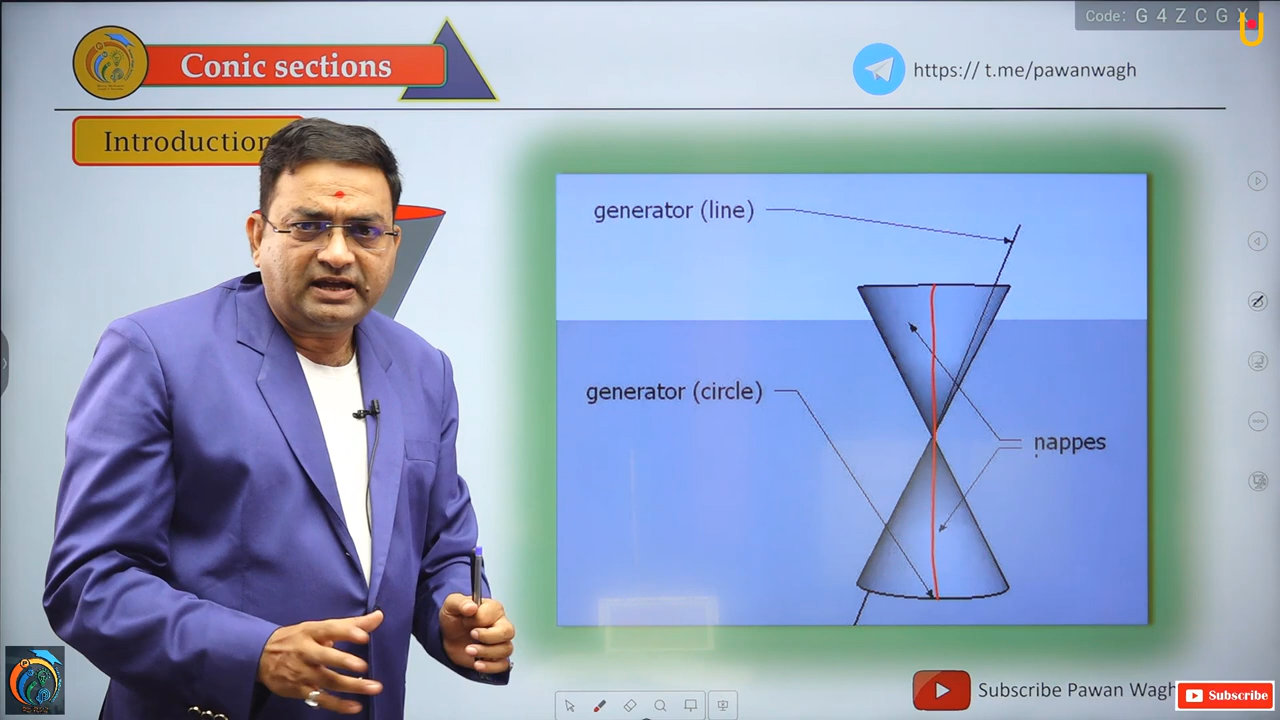 Code: G 4 Z C G X
Conic sections
https:// t.me/pawanwagh
Introduction
generator (line)
generator (circle)
nappes
Subscribe Pawan Wagh
Subscribe